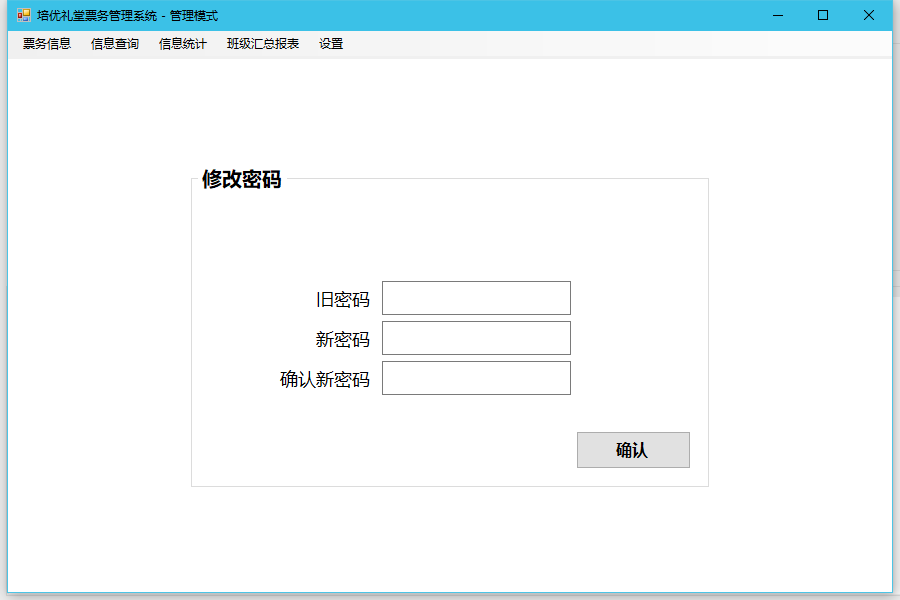 培优礼堂票务管理系统 - 管理模式
票务信息 信息查询 信息统计 班级汇总报表 设置
修改密码
旧密码
新密码
确认新密码
确认